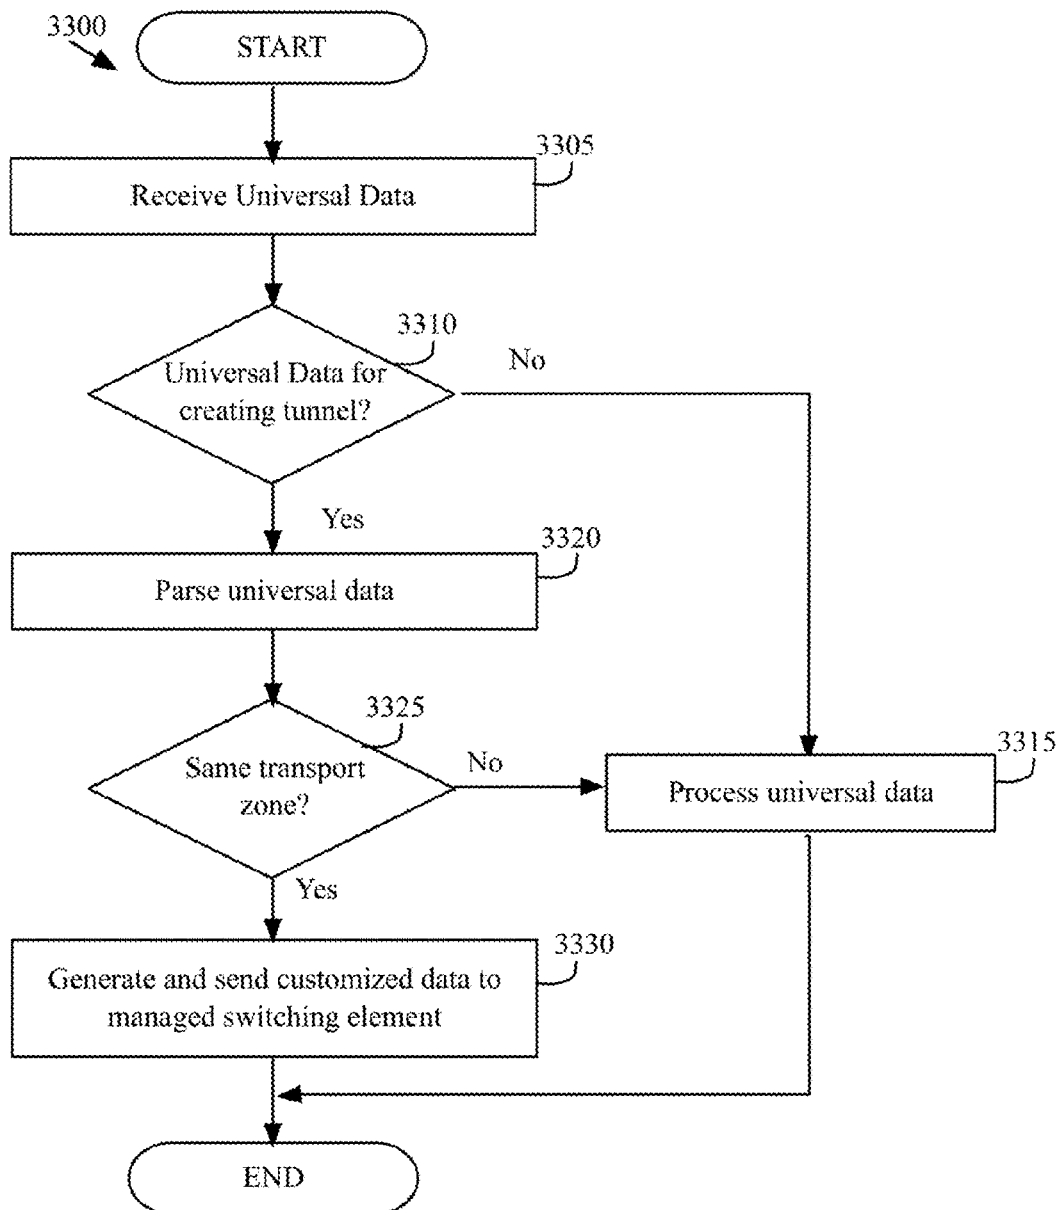 3300
START
3305
Receive Universal Data
3310
Universal Data for
creating tunnel?
No
Yes
3320
Parse universal data
3325
Same transport
zone?
No
3315
Process universal data
Yes
3330
Generate and send customized data to
managed switching element
END